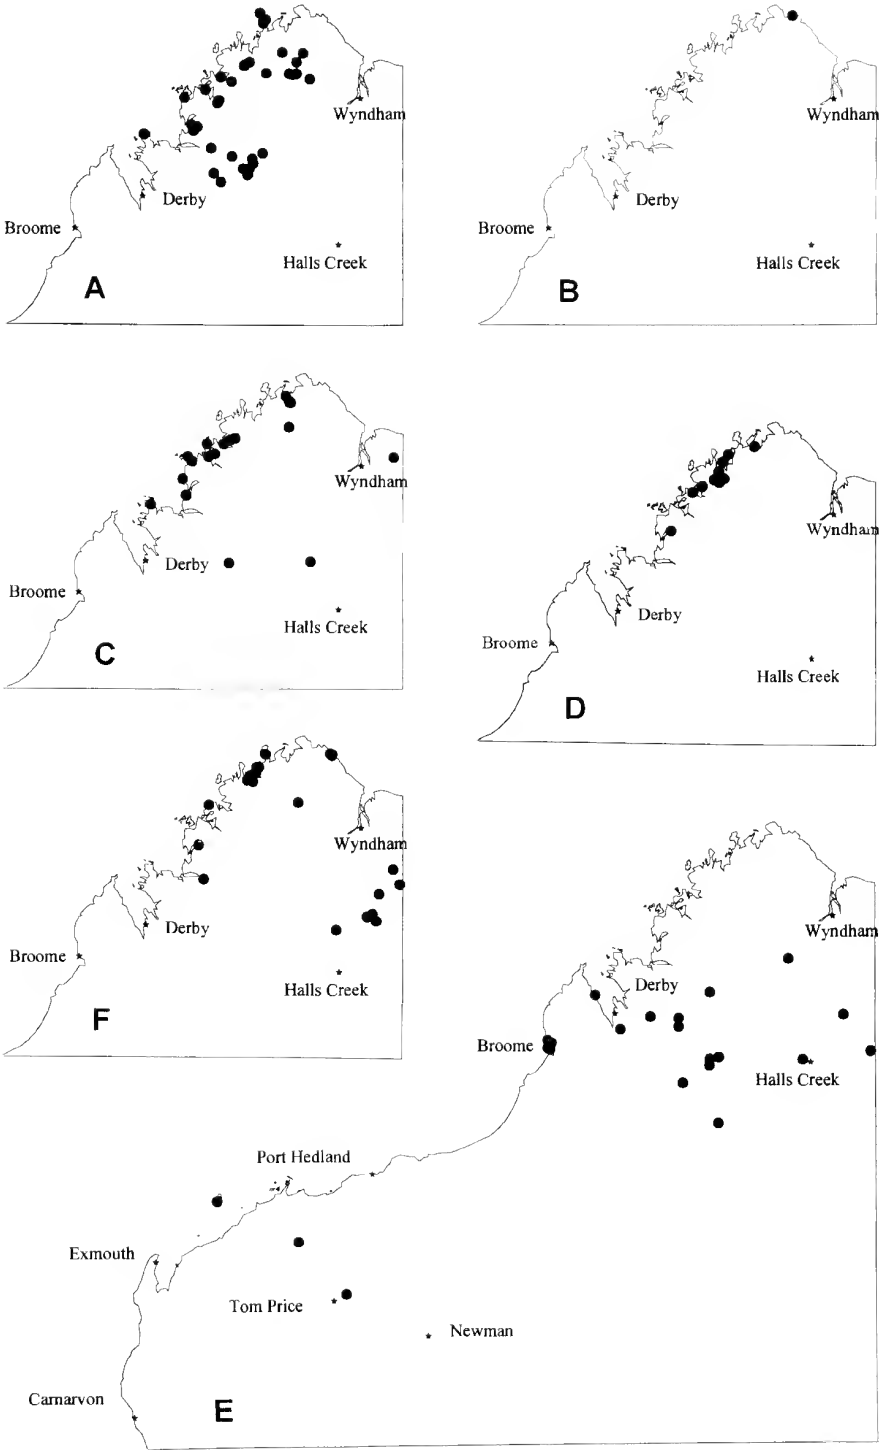 Wyndham
Derby
Broome
Halls Creek
A
Wyndham
Derby
Broome
Halls Creek
B
Wyndham
Derby
Broome
Halls Creek
C
Wyndham
Derby
Broome
Halls Creek
D
Wyndham
Derby
Broome
Halls Creek
F
Wyndham
Derby
Broome
Halls Creek
Port Hedland
Exmouth
Tom Price
Newman
Carnarvon
E